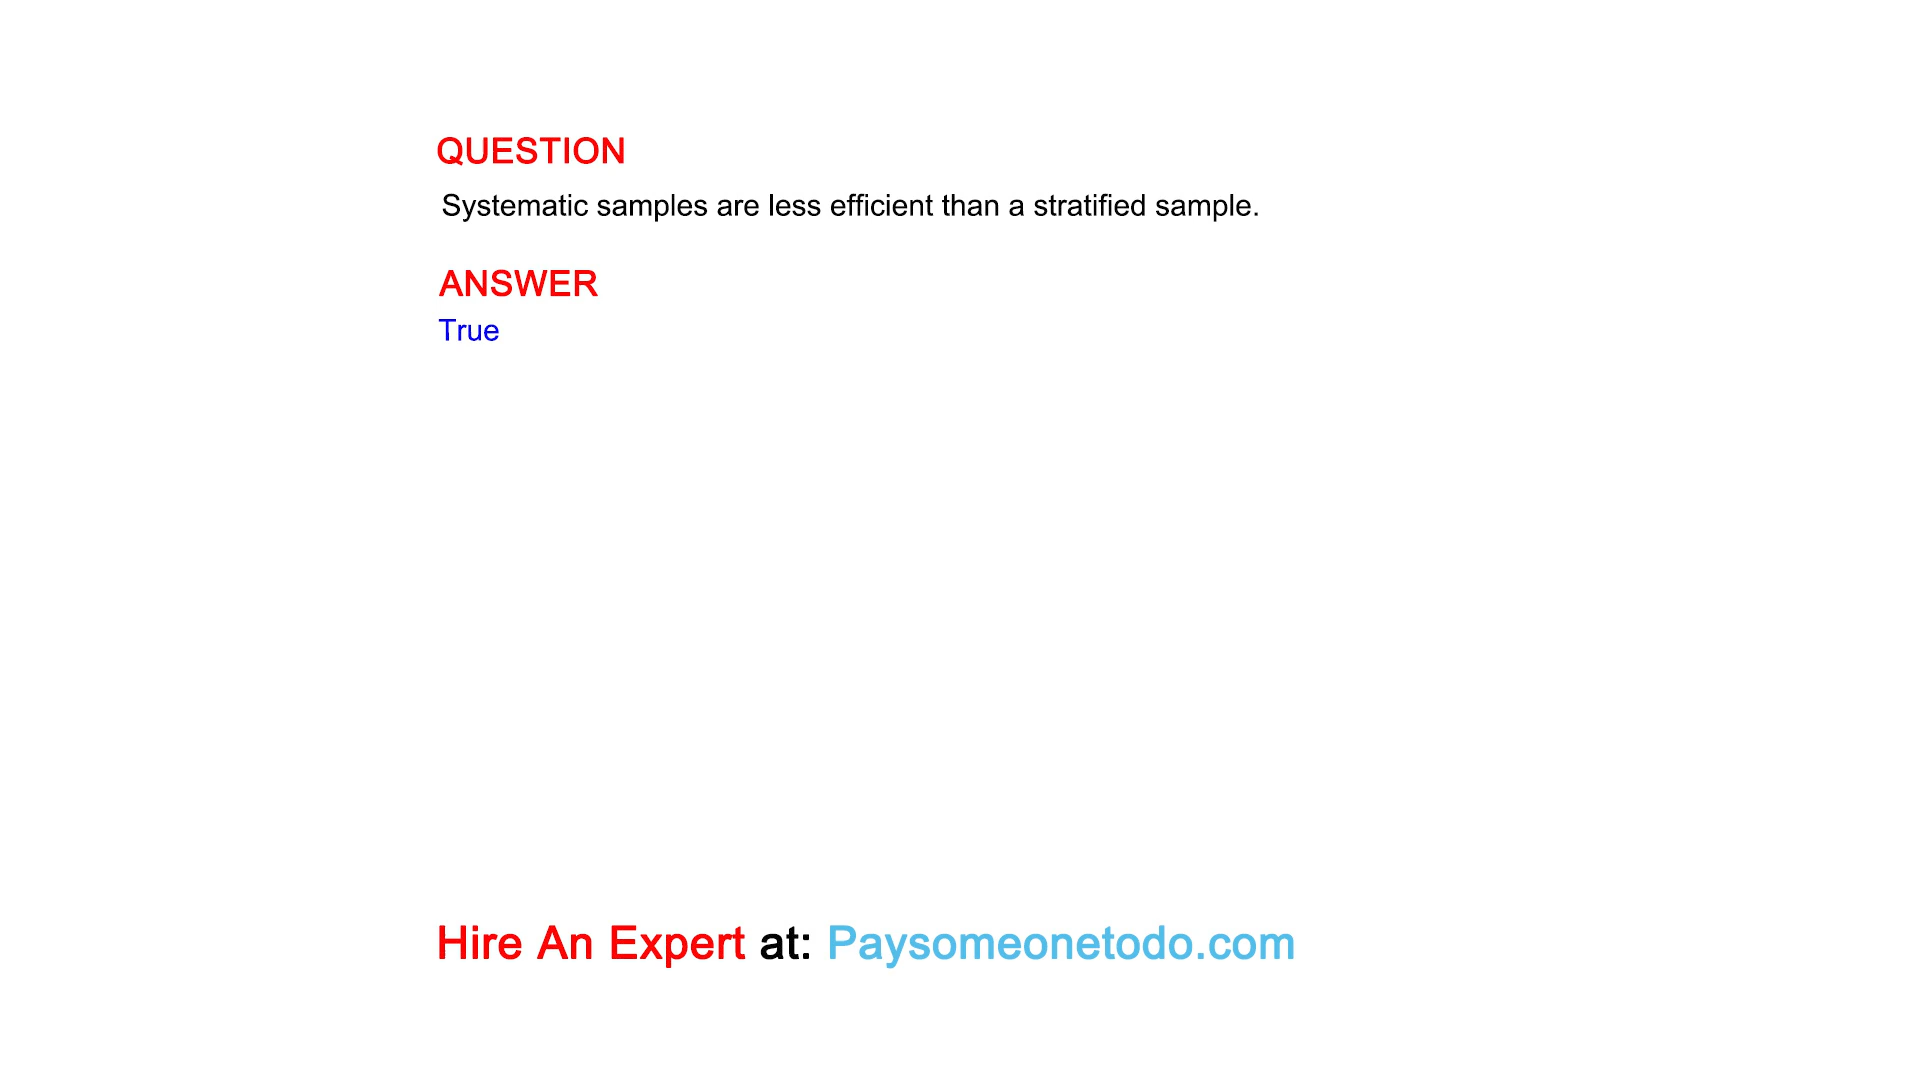 QUESTION
Systematic samples are less efficient than a stratified sample.
ANSWER
True
Hire An Expert at: Paysomeonetodo.com